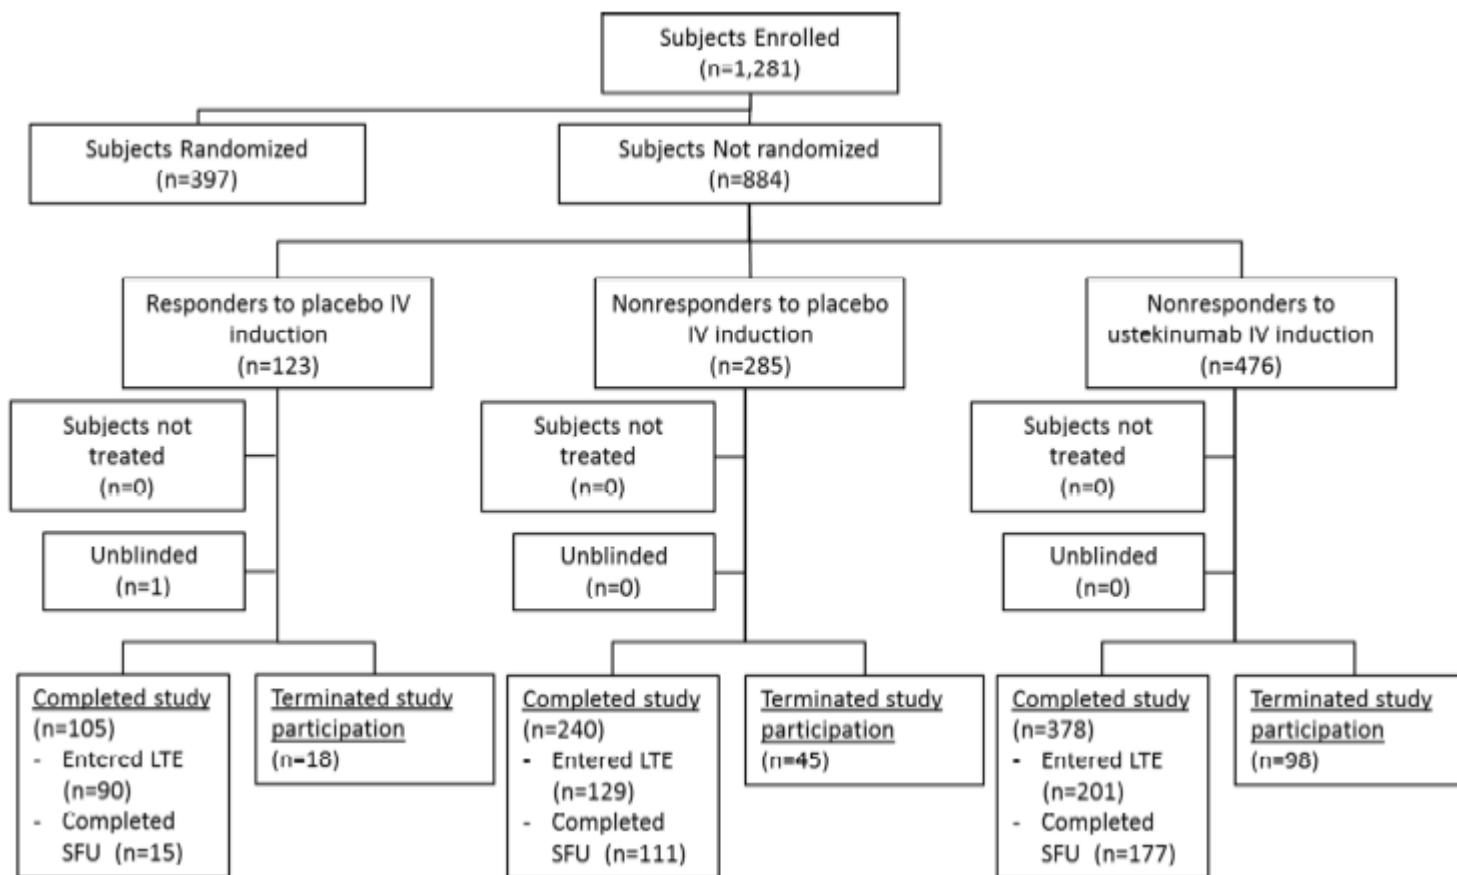 Subjects Enrolled
(n=1,281)
Subjects Randomized
(n=397)
Subjects Not randomized
(n=884)
Responders to placebo IV
induction
(n=123)
Nonresponders to placebo
IV induction
(n=285)
Nonresponders to
ustekinumab IV induction
(n=476)
Subjects not
treated
(n=0)
Subjects not
treated
(n=0)
Subjects not
treated
(n=0)
Unblinded
(n=1)
Unblinded
(n=0)
Unblinded
(n=0)
Completed study
(n=105)
- Entered LTE
(n=90)
- Completed
SFU (n=15)
Terminated study
participation
(n=18)
Completed study
(n=240)
- Entered LTE
(n=129)
- Completed
SFU (n=111)
Terminated study
participation
(n=45)
Completed study
(n=378)
- Entered LTE
(n=201)
- Completed
SFU (n=177)
Terminated study
participation
(n=98)